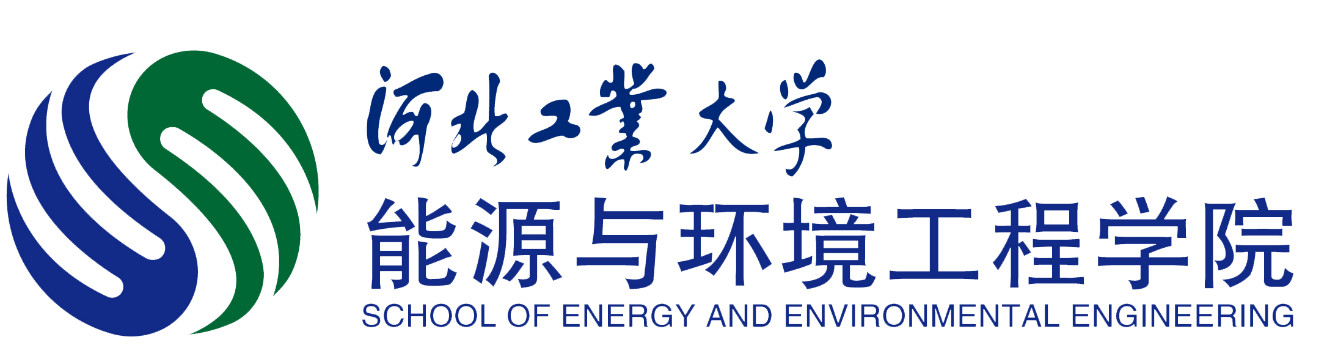 河北工業大学
能源与环境工程学院
SCHOOL OF ENERGY AND ENVIRONMENTAL ENGINEERING